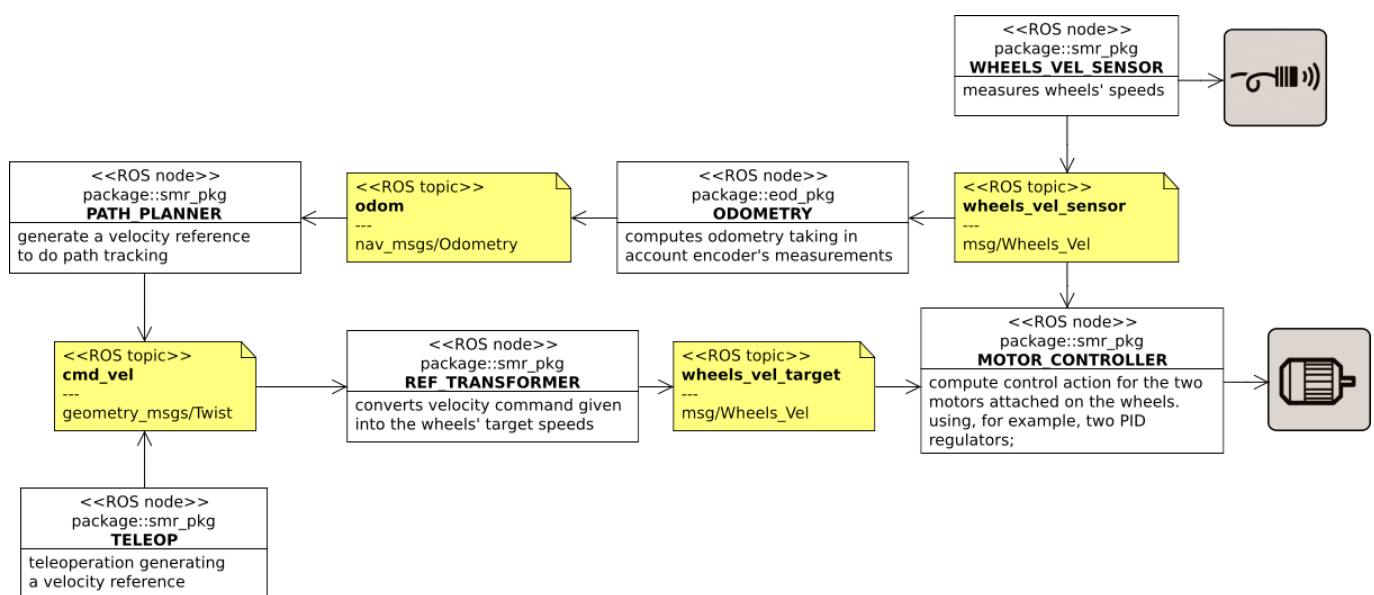 <<ROS node>>
package::smr_pkg
WHEELS_VEL_SENSOR
measures wheels' speeds
<<ROS node>>
package::smr_pkg
PATH_PLANNER
generate a velocity reference
to do path tracking
<<ROS topic>>
odom
---
nav_msgs/Odometry
<<ROS node>>
package::eod_pkg
ODOMETRY
computes odometry taking in
account encoder's measurements
<<ROS topic>>
wheels_vel_sensor
---
msg/Wheels_Vel
<<ROS topic>>
cmd_vel
---
geometry_msgs/Twist
<<ROS node>>
package::smr_pkg
REF_TRANSFORMER
converts velocity command given
into the wheels' target speeds
<<ROS topic>>
wheels_vel_target
---
msg/Wheels_Vel
<<ROS node>>
package::smr_pkg
MOTOR_CONTROLLER
compute control action for the two
motors attached on the wheels.
using, for example, two PID
regulators;
<<ROS node>>
package::smr_pkg
TELEOP
teleoperation generating
a velocity reference